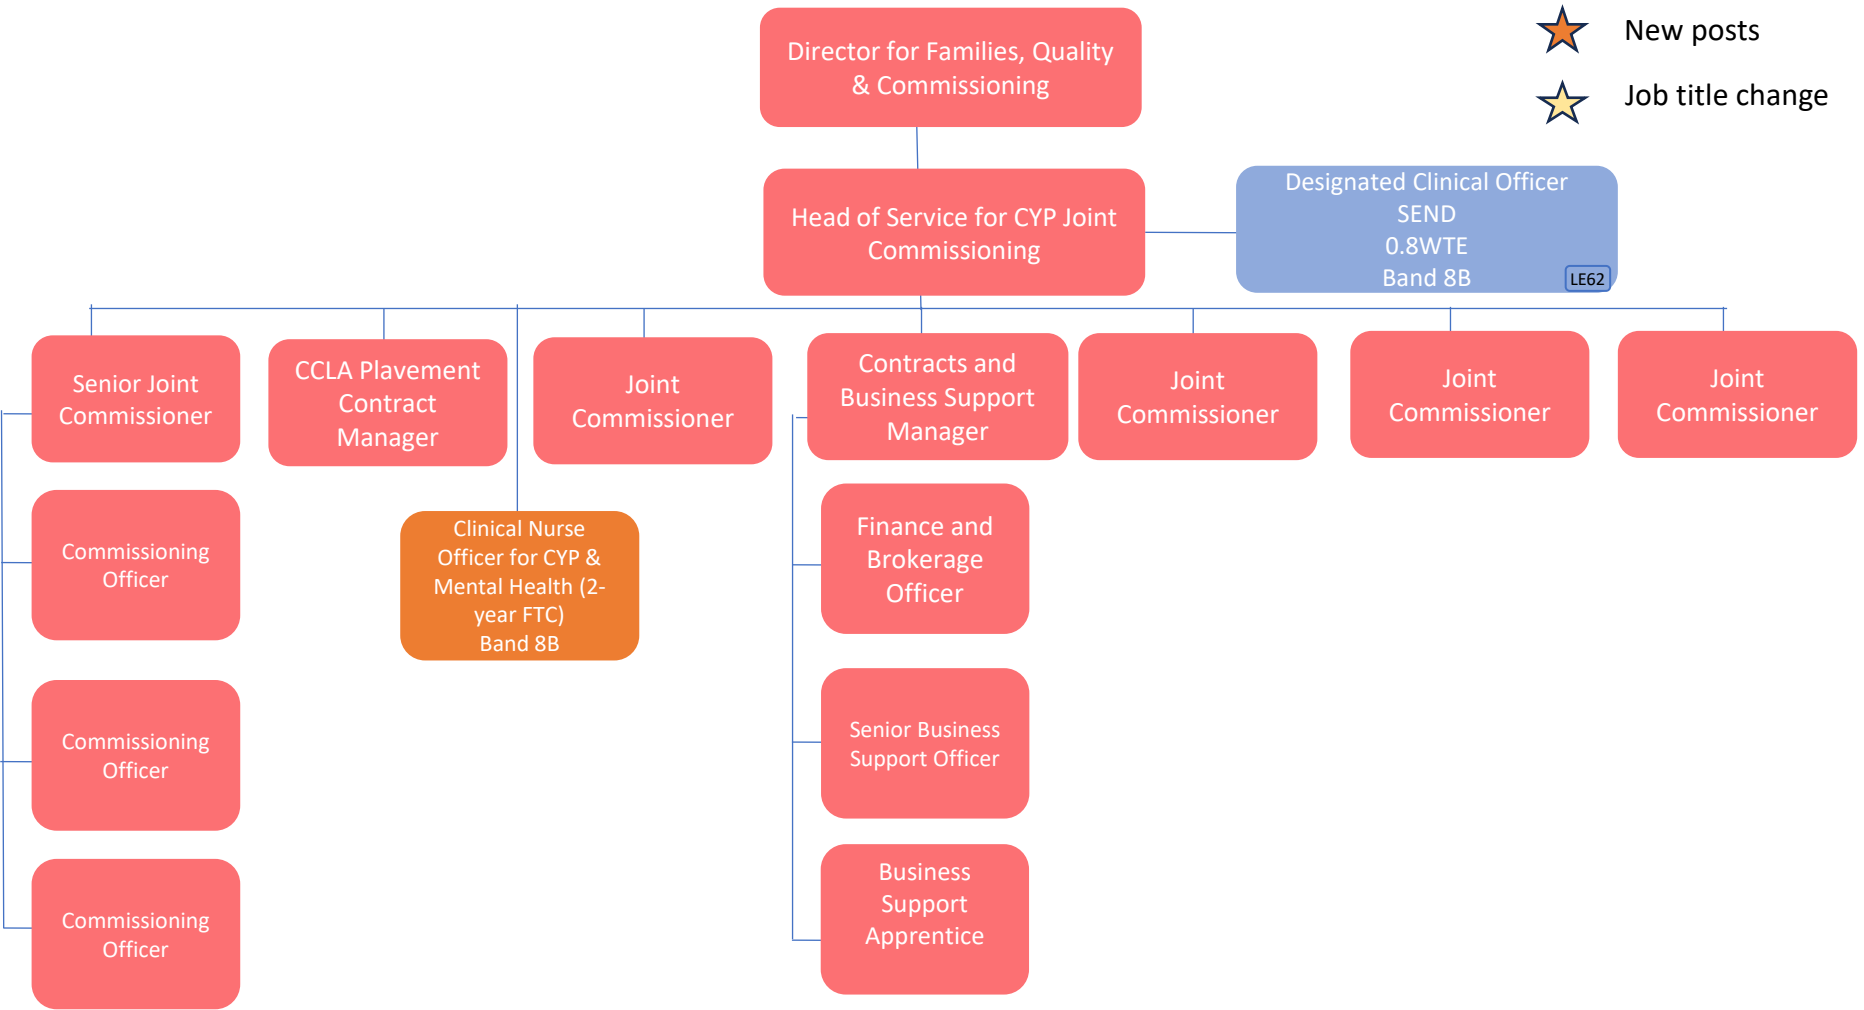 Director for Families, Quality
& Commissioning
New posts
Job title change
Head of Service for CYP Joint
Commissioning
Designated Clinical Officer
SEND
0.8WTE
Band 8B
LE62
Senior Joint
Commissioner
CCLA Plavement
Contract
Manager
Joint
Commissioner
Contracts and
Business Support
Manager
Joint
Commissioner
Joint
Commissioner
Joint
Commissioner
Commissioning
Officer
Clinical Nurse
Officer for CYP &
Mental Health (2-
year FTC)
Band 8B
Finance and
Brokerage
Officer
Commissioning
Officer
Senior Business
Support Officer
Commissioning
Officer
Business
Support
Apprentice